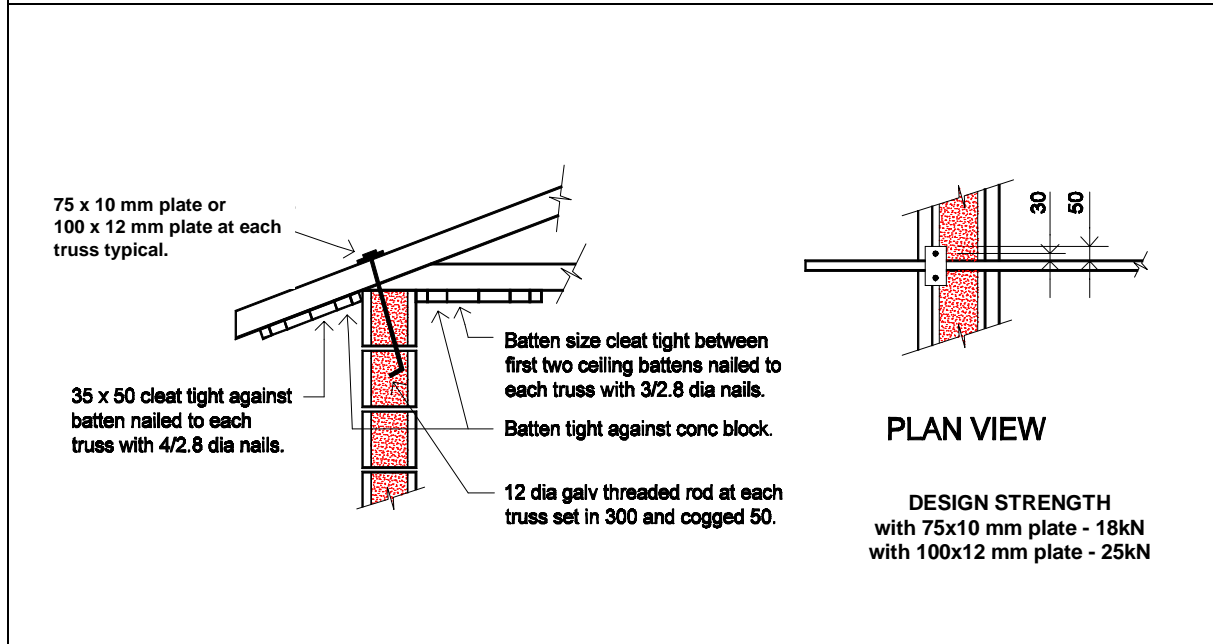 75 x 10 mm plate or
100 x 12 mm plate at each
truss typical.
35 x 50 cleat tight against
batten nailed to each
truss with 4/2.8 dia nails.
Batten size cleat tight between
first two ceiling battens nailed to
each truss with 3/2.8 dia nails.
Batten tight against conc block.
12 dia galv threaded rod at each
truss set in 300 and cogged 50.
30
50
PLAN VIEW
DESIGN STRENGTH
with 75x10 mm plate - 18kN
with 100x12 mm plate - 25kN